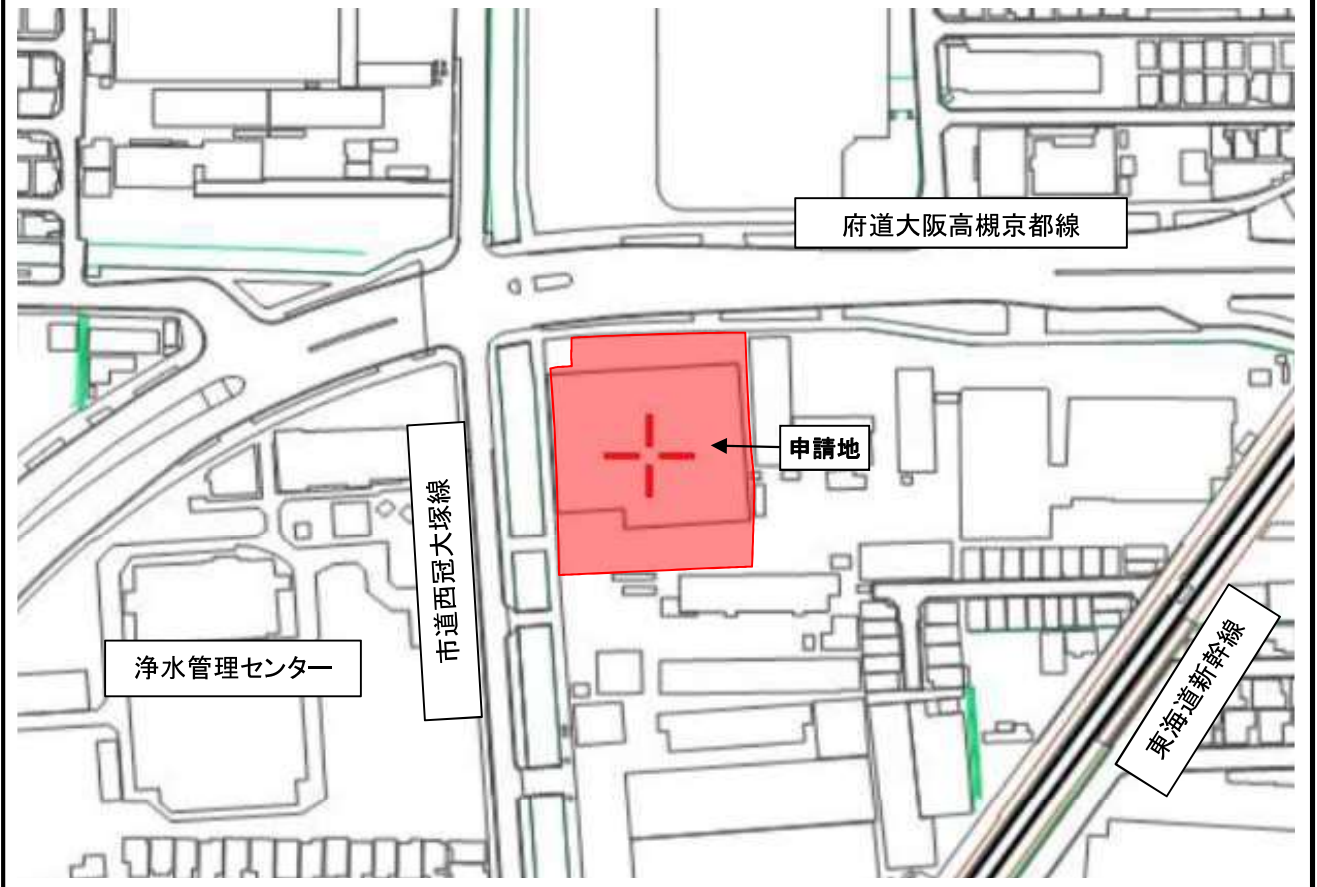 府道大阪高槻京都線
申請地
市道西冠大塚線
浄水管理センター
東海道新幹線